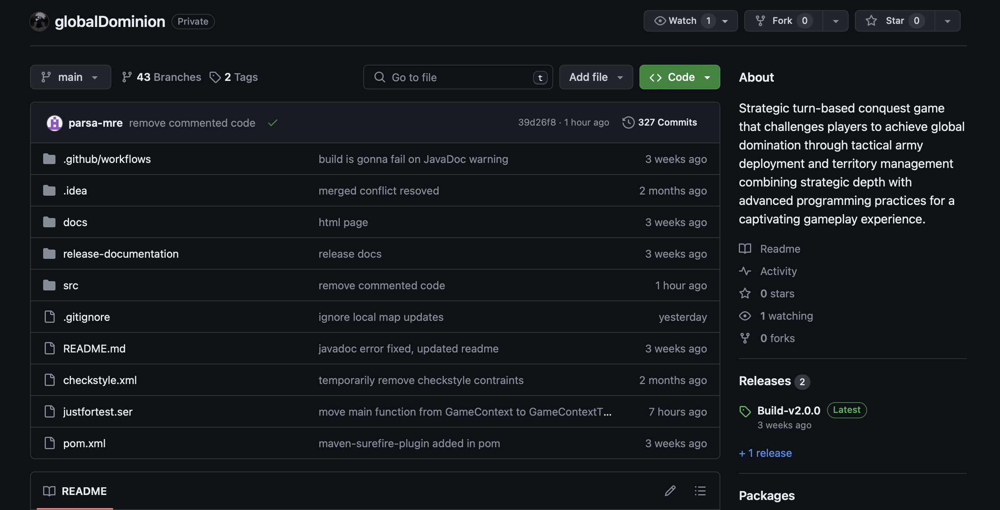 globalDominion Private Watch 1 Fork 0 Star 0
main 43 Branches 2 Tags Go to file t Add file Code
parsa-mre remove commented code 39d26f8 · 1 hour ago 327 Commits
.github/workflows build is gonna fail on JavaDoc warning 3 weeks ago
.idea merged conflict resoved 2 months ago
docs html page 3 weeks ago
release-documentation release docs 3 weeks ago
src remove commented code 1 hour ago
.gitignore ignore local map updates yesterday
README.md javadoc error fixed, updated readme 3 weeks ago
checkstyle.xml temporarily remove checkstyle contraints 2 months ago
justfortest.ser move main function from GameContext to GameContextT... 7 hours ago
pom.xml maven-surefire-plugin added in pom 3 weeks ago
README
About
Strategic turn-based conquest game
that challenges players to achieve global
domination through tactical army
deployment and territory management
combining strategic depth with
advanced programming practices for a
captivating gameplay experience.
Readme
Activity
0 stars
1 watching
0 forks
Releases 2
Build-v2.0.0 Latest
3 weeks ago
+ 1 release
Packages